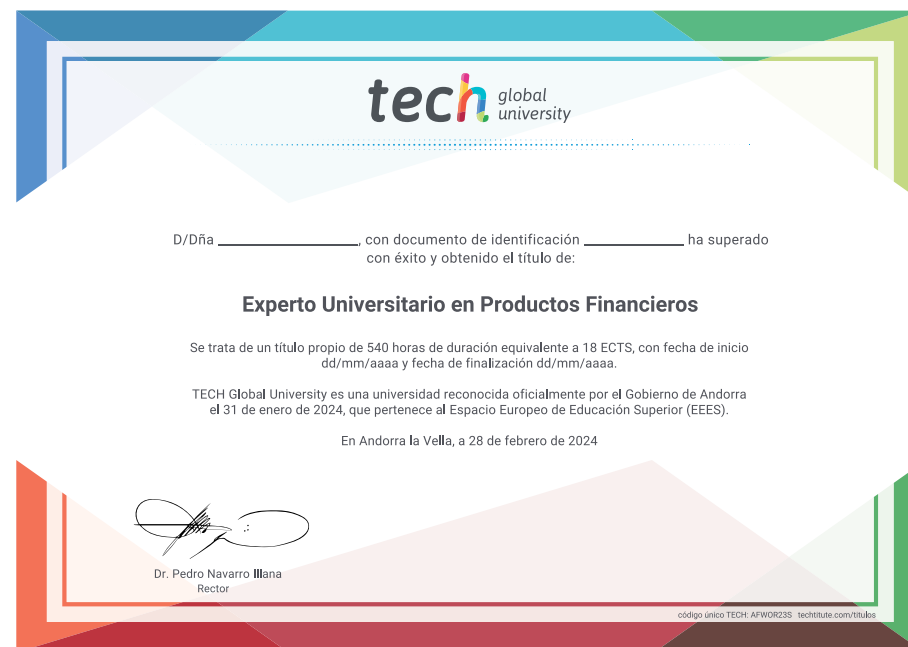 tech global university
D/Dña ____________________, con documento de identificación ______________ ha superado
con éxito y obtenido el título de:
Experto Universitario en Productos Financieros
Se trata de un título propio de 540 horas de duración equivalente a 18 ECTS, con fecha de inicio
dd/mm/aaaa y fecha de finalización dd/mm/aaaa.
TECH Global University es una universidad reconocida oficialmente por el Gobierno de Andorra
el 31 de enero de 2024, que pertenece al Espacio Europeo de Educación Superior (EEES).
En Andorra la Vella, a 28 de febrero de 2024
Dr. Pedro Navarro Illana
Rector
código único TECH: AFWOR23S techtitute.com/titulos